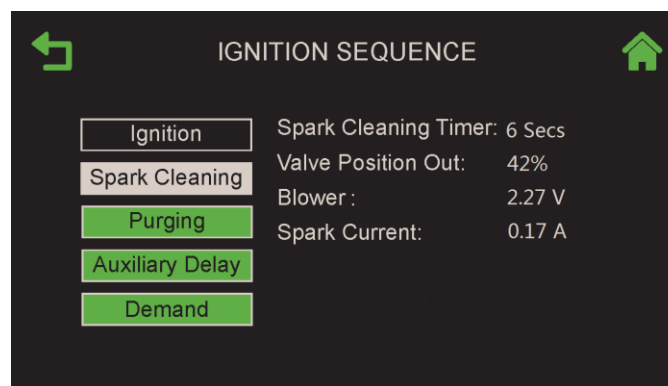 IGNITION SEQUENCE
Ignition
Spark Cleaning
Purging
Auxiliary Delay
Demand
Spark Cleaning Timer: 6 Secs
Valve Position Out: 42%
Blower : 2.27 V
Spark Current: 0.17 A